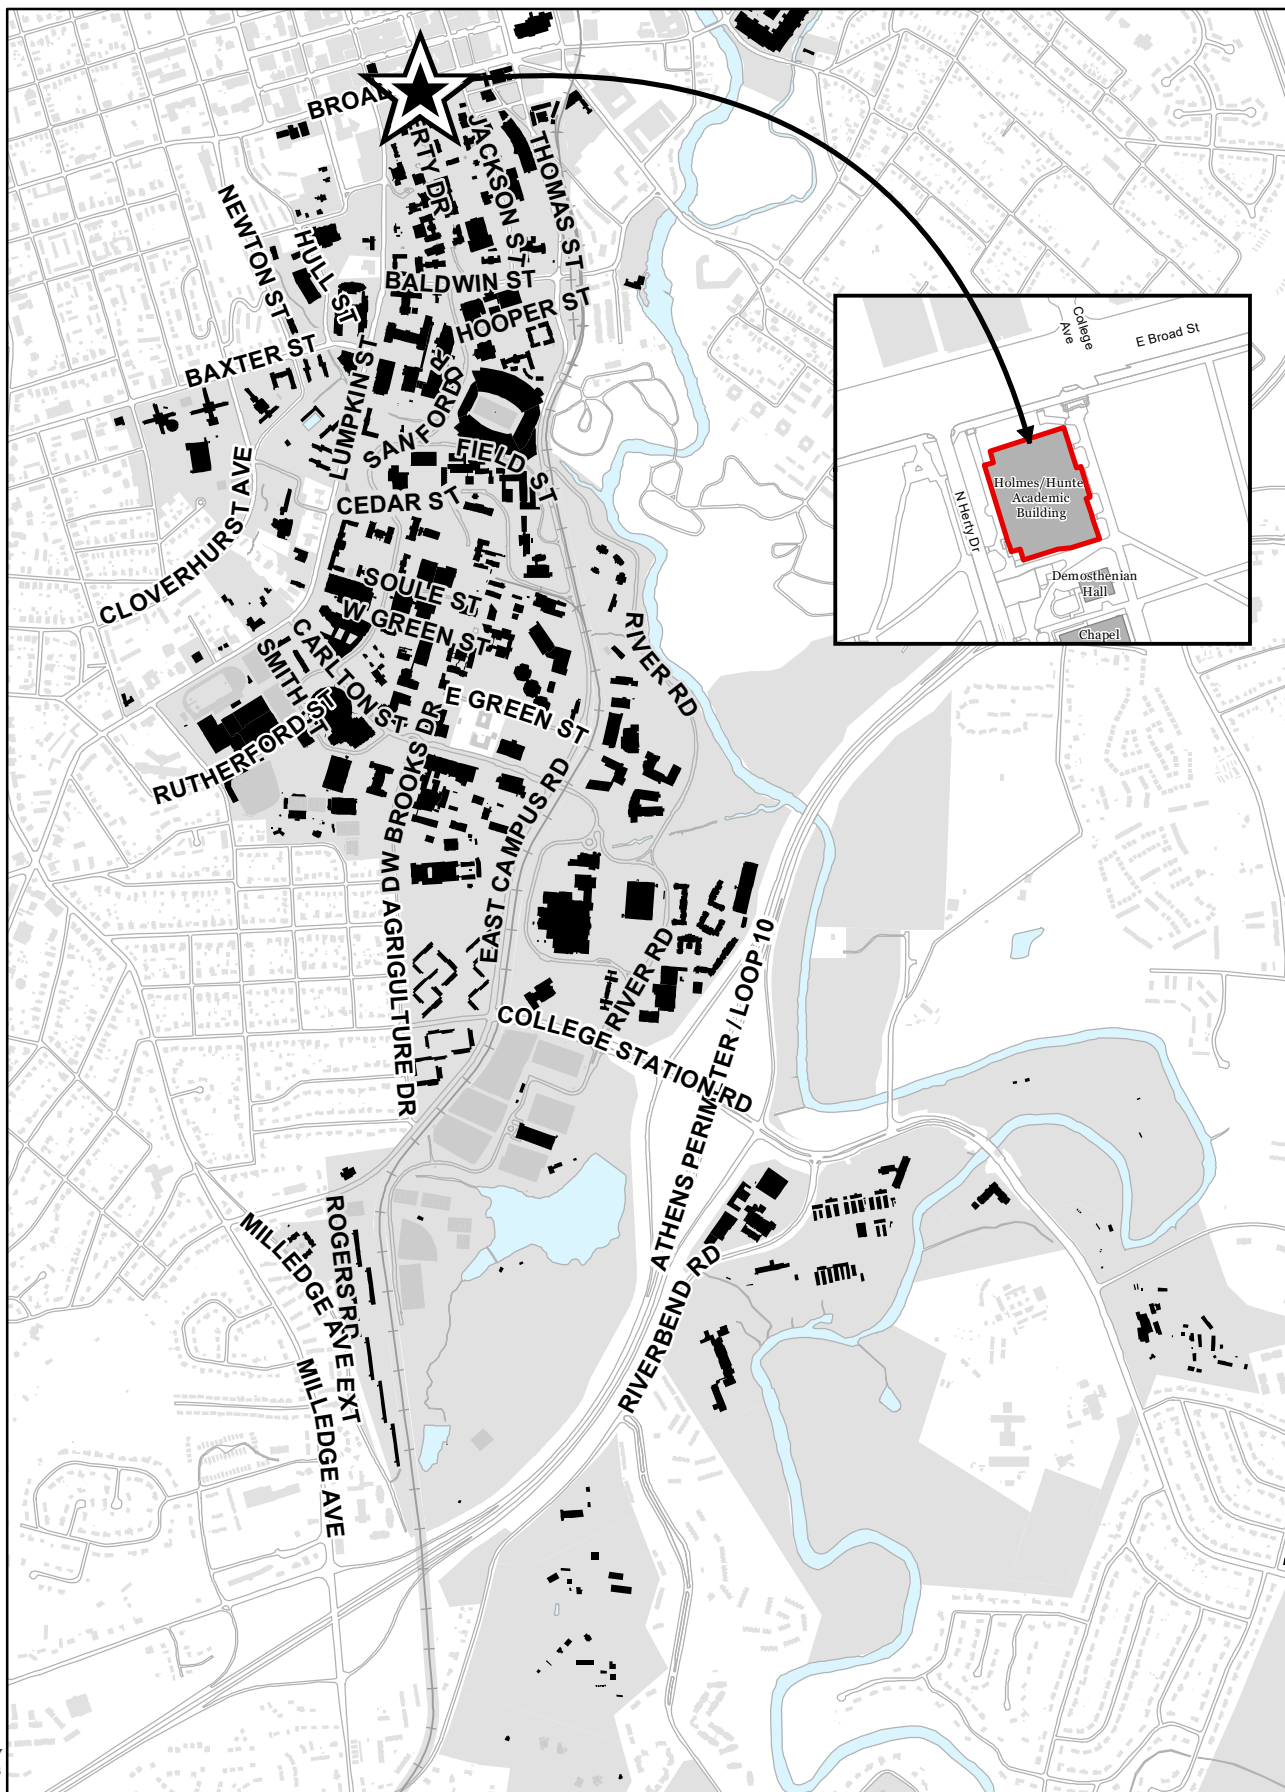 BROAD
HERTY DR
JACKSON ST
THOMAS ST
NEWTON ST
HULL ST
BALDWIN ST
HOOPER ST
BAXTER ST
LUMPKIN ST
SANFORD DR
FIELD ST
CEDAR ST
CLOVERHURST AVE
SOULE ST
W GREEN ST
CARLTON ST
SMITH ST
RIVER RD
E GREEN ST
RUTHERFORD ST
DW BROOKS DR
EAST CAMPUS RD
AGRIGULTURE DR
RIVER RD
COLLEGE STATION RD
ATHENS PERIMETER / LOOP 10
ROGERS RD
MILLEDGE AVE EXT
MILLEDGE AVE
RIVERBEND RD
College
Ave
E Broad St
N Herty Dr
Holmes/Hunte
Academic
Building
Demosthenian
Hall
Chapel